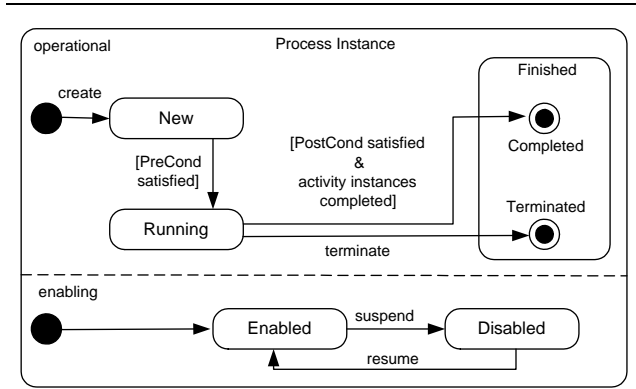 operational
Process Instance
Finished
create
New
[PreCond
satisfied]
[PostCond satisfied
&
activity instances
completed]
Completed
Running
Terminated
terminate
enabling
Enabled
suspend
Disabled
resume